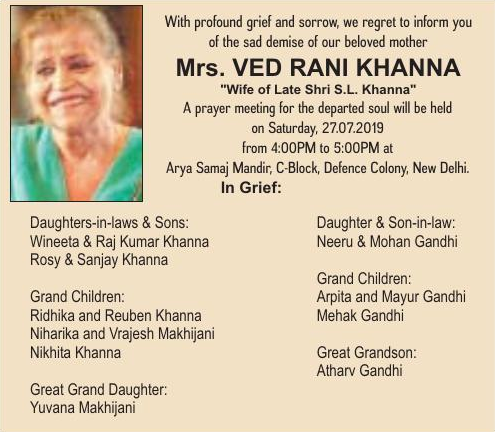 With profound grief and sorrow, we regret to inform you
of the sad demise of our beloved mother
Mrs. VED RANI KHANNA
"Wife of Late Shri S.L. Khanna"
A prayer meeting for the departed soul will be held
on Saturday, 27.07.2019
from 4:00PM to 5:00PM at
Arya Samaj Mandir, C-Block, Defence Colony, New Delhi.
In Grief:
Daughters-in-laws & Sons:
Wineeta & Raj Kumar Khanna
Rosy & Sanjay Khanna
Grand Children:
Ridhika and Reuben Khanna
Niharika and Vrajesh Makhijani
Nikhita Khanna
Great Grand Daughter:
Yuvana Makhijani
Daughter & Son-in-law:
Neeru & Mohan Gandhi
Grand Children:
Arpita and Mayur Gandhi
Mehak Gandhi
Great Grandson:
Atharv Gandhi